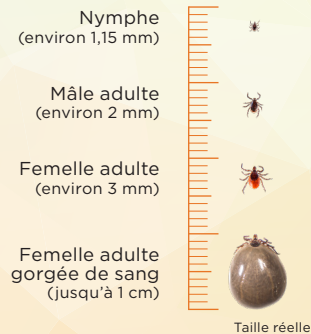 Nymphe
(environ 1,15 mm)
Mâle adulte
(environ 2 mm)
Femelle adulte
(environ 3 mm)
Femelle adulte
gorgée de sang
(jusqu'à 1 cm)
Taille réelle